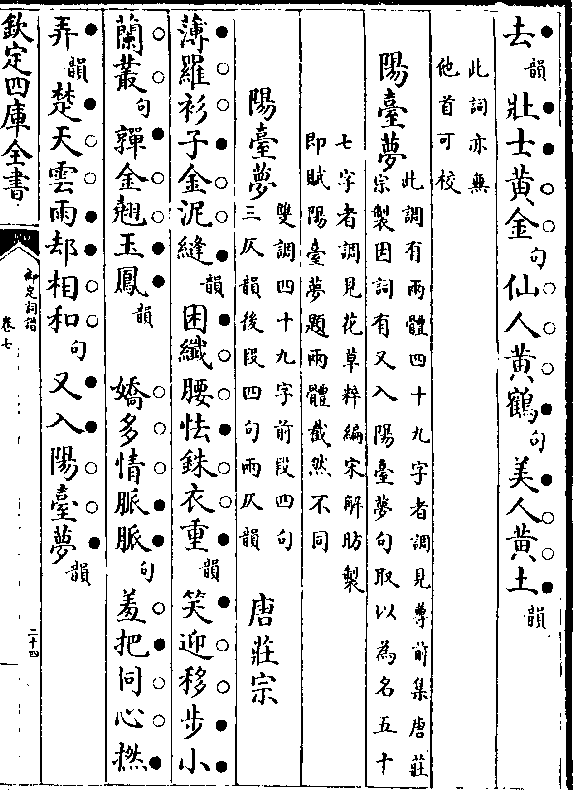 去韻壯士黃金句仙人黃鶴句美人黃土韻
此詞亦無
他首可校
陽臺夢
此調有兩體四十九字者調見尊前集唐莊
宗製因詞有又入陽臺夢句取以為名五十
七字者調見花草粹編宋解昉製
即賦陽臺夢題兩體截然不同
陽臺夢
雙調四十九字前段四句
三仄韻後段四句兩仄韻
唐莊宗
薄羅衫子金泥縫韻困纖腰怯銖衣重韻笑迎移步小
蘭叢句嚲金翹玉鳳韻 嬌多情脈脈句羞把同心撚
弄韻楚天雲雨却相和句又入陽臺夢韻
欽定四庫全書
御定詞譜
卷七
二十四